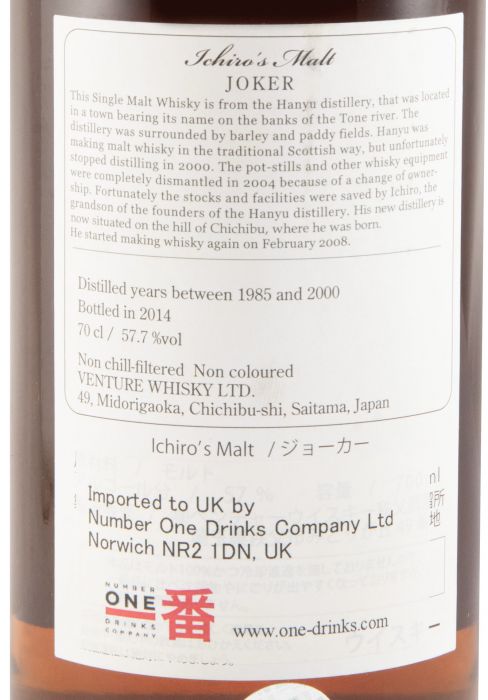 Ichiro's Malt
JOKER
This Single Malt Whisky is from the Hanyu distillery, that was located
in a town bearing its name on the banks of the Tone river. The
distillery was surrounded by barley and paddy fields. Hanyu was
making malt whisky in the traditional Scottish way, but unfortunately
stopped distilling in 2000. The pot-stills and other whisky equipment
were completely dismantled in 2004 because of a change of owner-
ship. Fortunately the stocks and facilities were saved by Ichiro, the
grandson of the founders of the Hanyu distillery. His new distillery is
now situated on the hill of Chichibu, where he was born.
He started making whisky again on February 2008.
Distilled years between 1985 and 2000
Bottled in 2014
70 cl / 57.7 %vol
Non chill-filtered Non coloured
VENTURE WHISKY LTD.
49, Midorigaoka, Chichibu-shi, Saitama, Japan
Ichiro's Malt / ジョーカー
Imported to UK by
Number One Drinks Company Ltd
Norwich NR2 1DN, UK
NUMBER
ONE
DRINKS
COMPANY
番
www.one-drinks.com